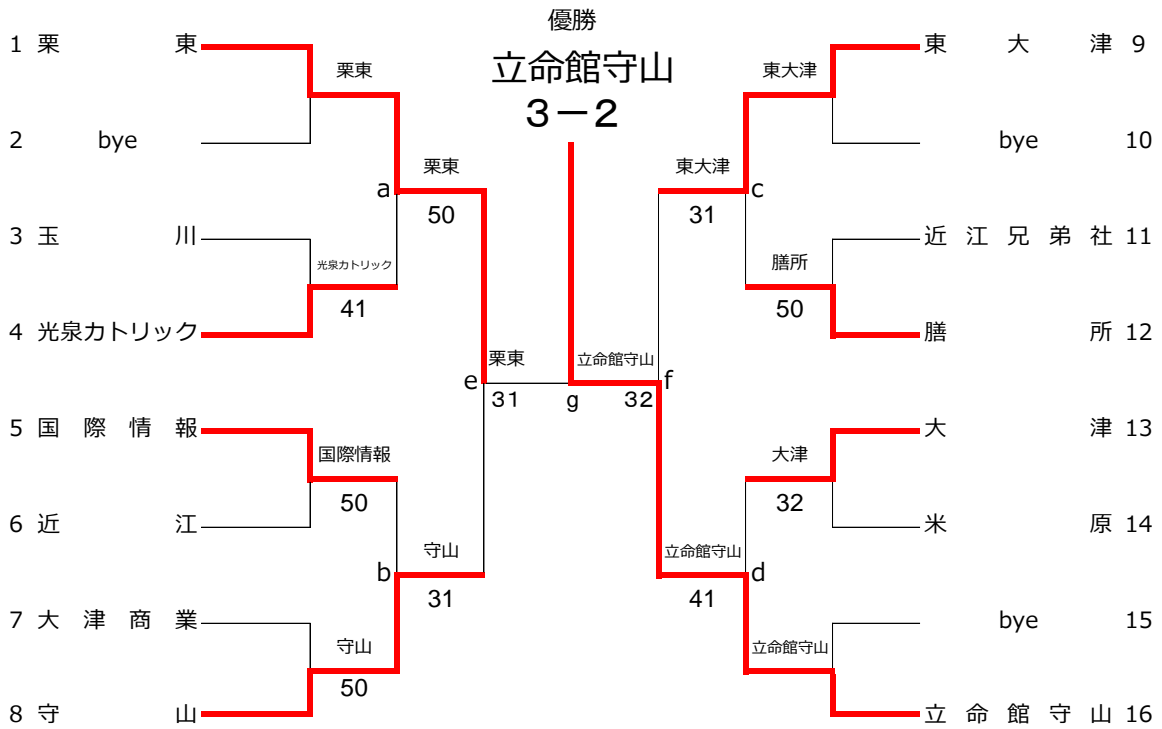 優勝
立命館守山
3－2
1 栗東
栗東
2 bye
a
栗東
50
3 玉川
光泉カトリック
41
4 光泉カトリック
栗東
e
31
5 国際情報
国際情報
50
6 近江
守山
b
31
7 大津商業
守山
50
8 守山
g
東大津 9
東大津
bye 10
東大津
c
31
近江兄弟社 11
膳所
50
膳所 12
立命館守山
f
32
大津 13
大津
32
米原 14
立命館守山
d
41
bye 15
立命館守山
立命館守山 16